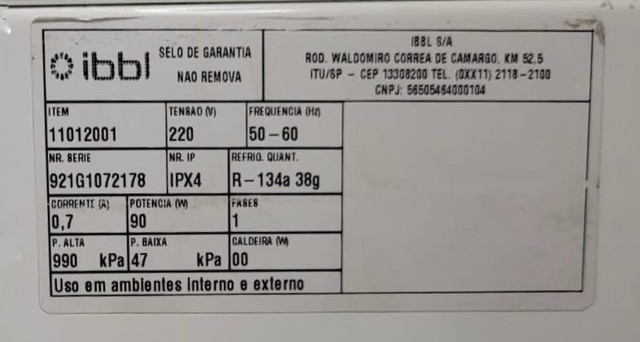 ibbl SELO DE GARANTIA
NAO REMOVA
IBBL S/A
ROD. WALDOMIRO CORREA DE CAMARGO, KM 52,5
ITU/SP - CEP 13308200 TEL. (0XX11) 2118-2100
CNPJ: 56505464000104
ITEM TENSAO (V) FREQUENCIA (Hz)
11012001 220 50-60
NR. SERIE NR. IP REFRIG. QUANT.
921G1072178 IPX4 R-134a 38g
CORRENTE (A) POTENCIA (W) FASES
0,7 90 1
P. ALTA P. BAIXA CALDEIRA (W)
990 kPa 47 kPa 00
Uso em ambientes interno e externo